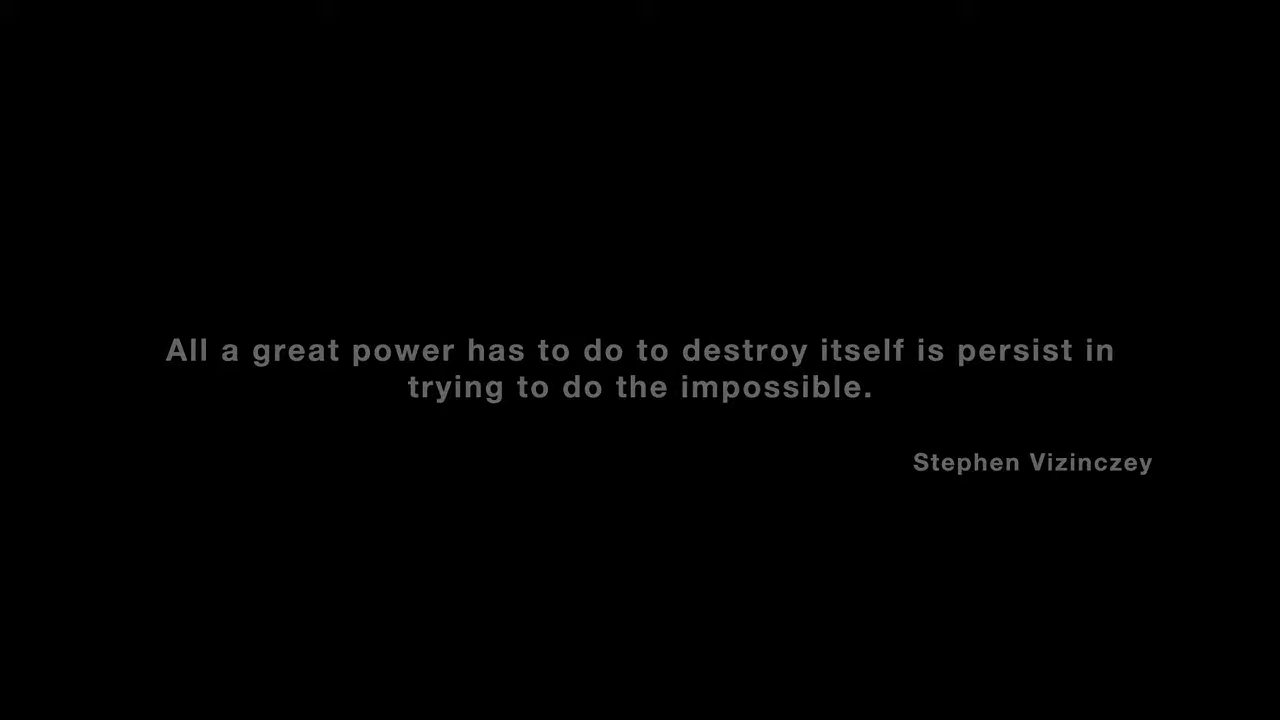 All a great power has to do to destroy itself is persist in
trying to do the impossible.
Stephen Vizinczey